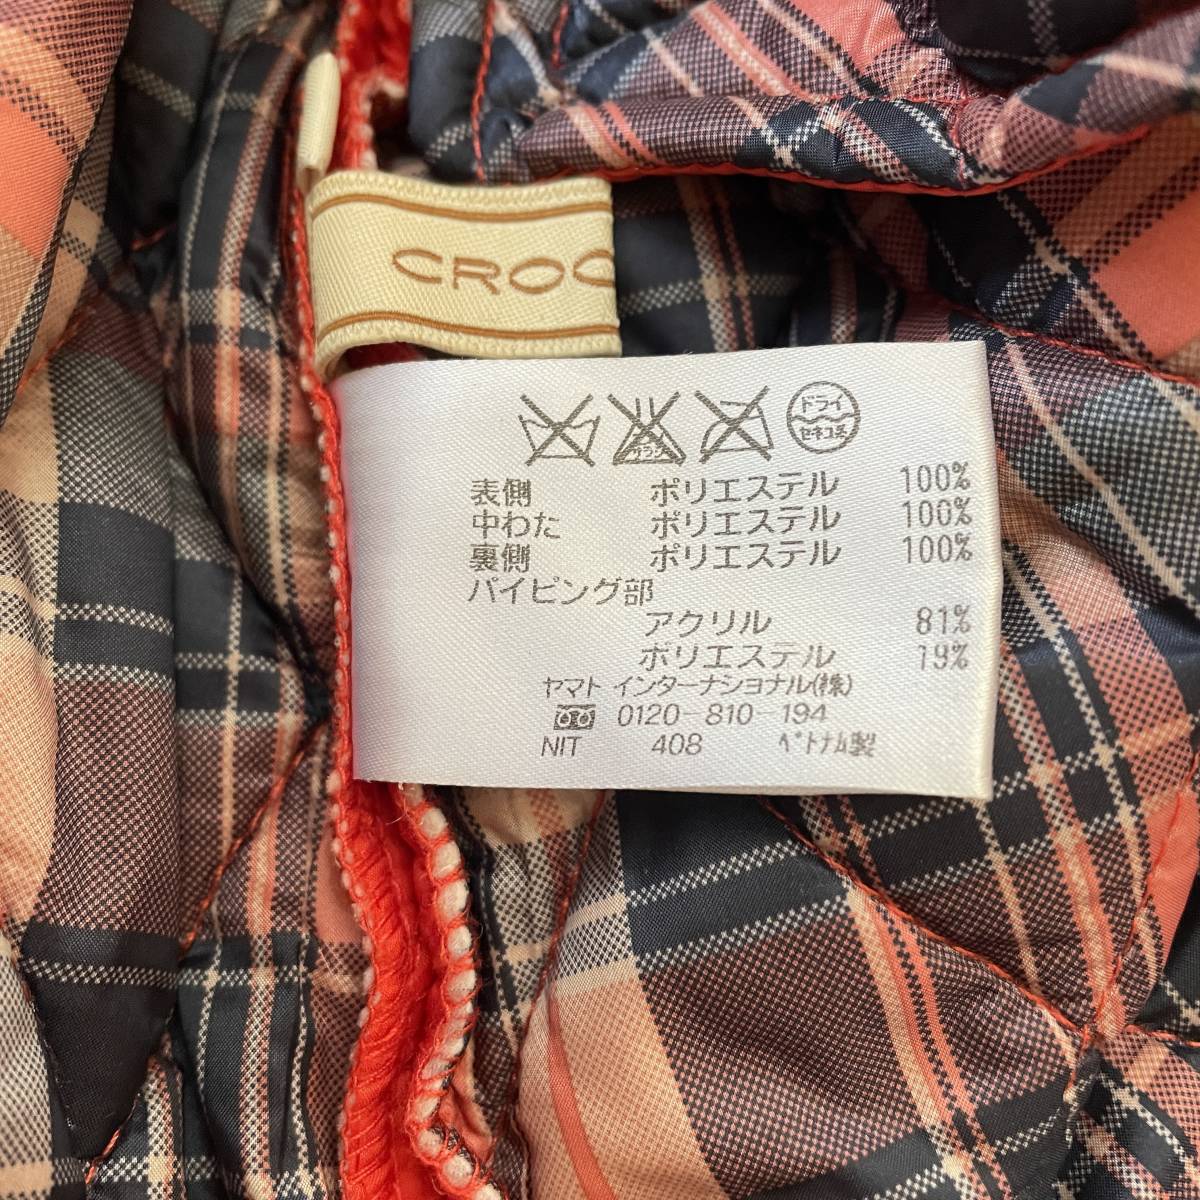 CROC
サラシ
ドライ
セキユ系
表側 ポリエステル 100%
中わた ポリエステル 100%
裏側 ポリエステル 100%
パイピング部
アクリル 81%
ポリエステル 19%
ヤマト インターナショナル(株)
0120-810-194
NIT 408 ベトナム製